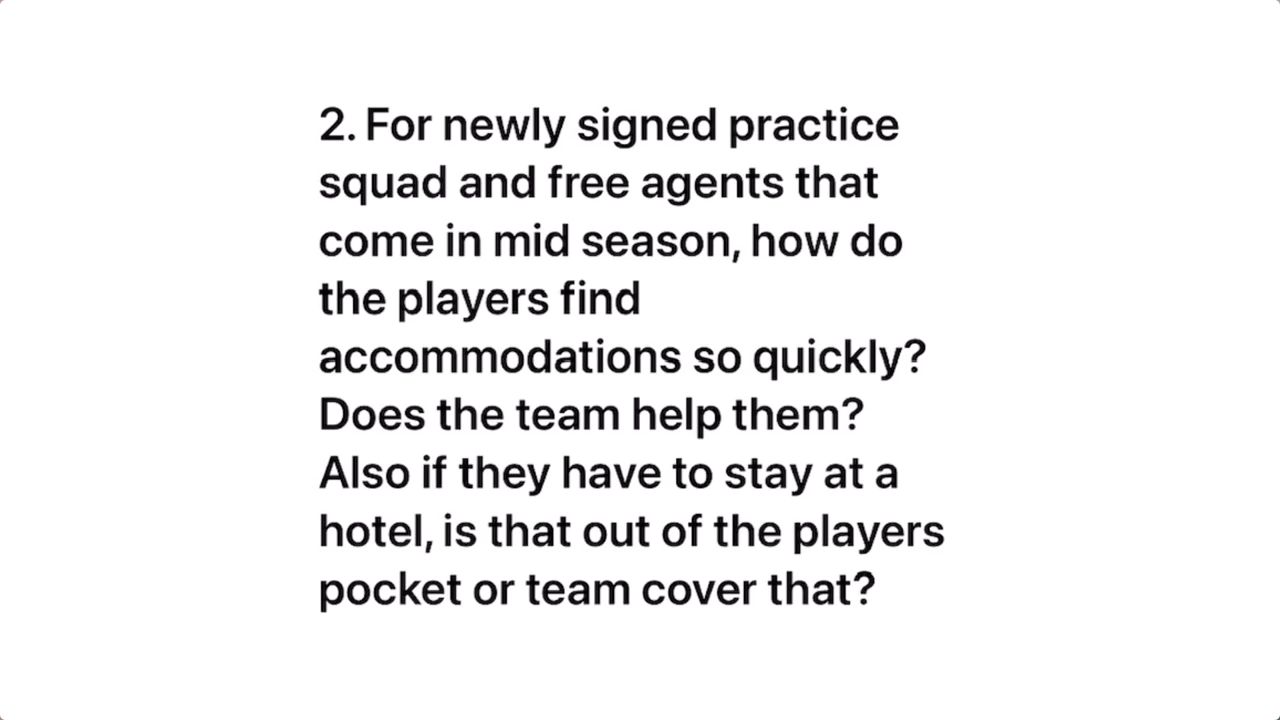 2. For newly signed practice
squad and free agents that
come in mid season, how do
the players find
accommodations so quickly?
Does the team help them?
Also if they have to stay at a
hotel, is that out of the players
pocket or team cover that?